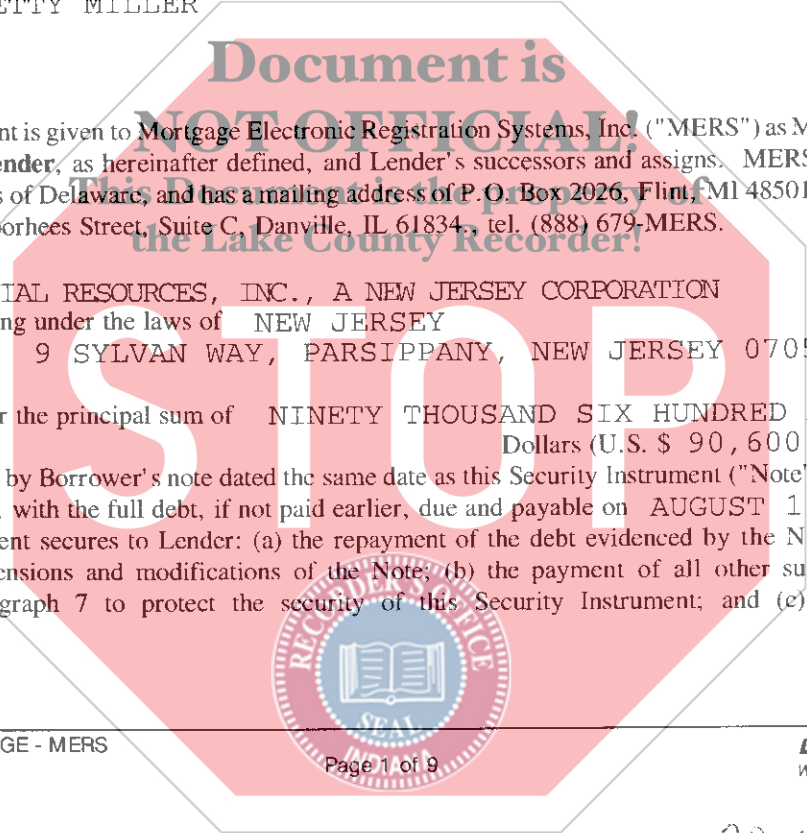 ETTY MILLER
Document is
NOT OFFICIAL!
This Document is the property of
the Lake County Recorder!
nt is given to Mortgage Electronic Registration Systems, Inc. ("MERS") as M
ender, as hereinafter defined, and Lender's successors and assigns. MERS
s of Delaware, and has a mailing address of P.O. Box 2026, Flint, MI 48501
oorhees Street, Suite C, Danville, IL 61834., tel. (888) 679-MERS.
IAL RESOURCES, INC., A NEW JERSEY CORPORATION
ng under the laws of NEW JERSEY
9 SYLVAN WAY, PARSIPPANY, NEW JERSEY 0705
STOP
r the principal sum of NINETY THOUSAND SIX HUNDRED
Dollars (U.S. $ 90,600
by Borrower's note dated the same date as this Security Instrument ("Note"
, with the full debt, if not paid earlier, due and payable on AUGUST 1
ent secures to Lender: (a) the repayment of the debt evidenced by the N
ensions and modifications of the Note; (b) the payment of all other su
graph 7 to protect the security of this Security Instrument; and (c)
RECORDER'S OFFICE
SEAL
INDIANA
GE - MERS
Page 1 of 9